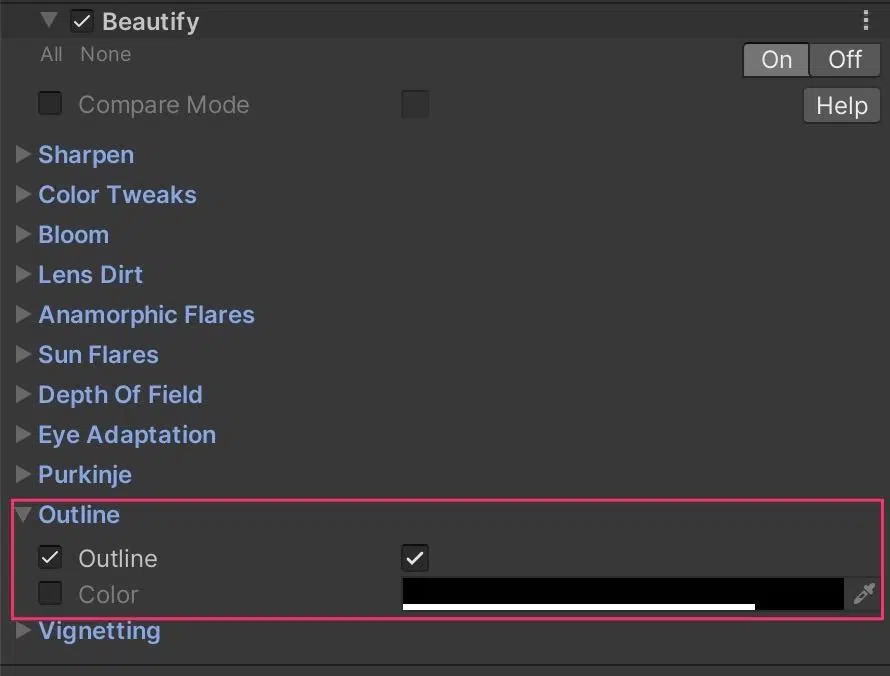 Beautify
All None
On Off
Compare Mode
Help
Sharpen
Color Tweaks
Bloom
Lens Dirt
Anamorphic Flares
Sun Flares
Depth Of Field
Eye Adaptation
Purkinje
Outline
Outline
Color
Vignetting